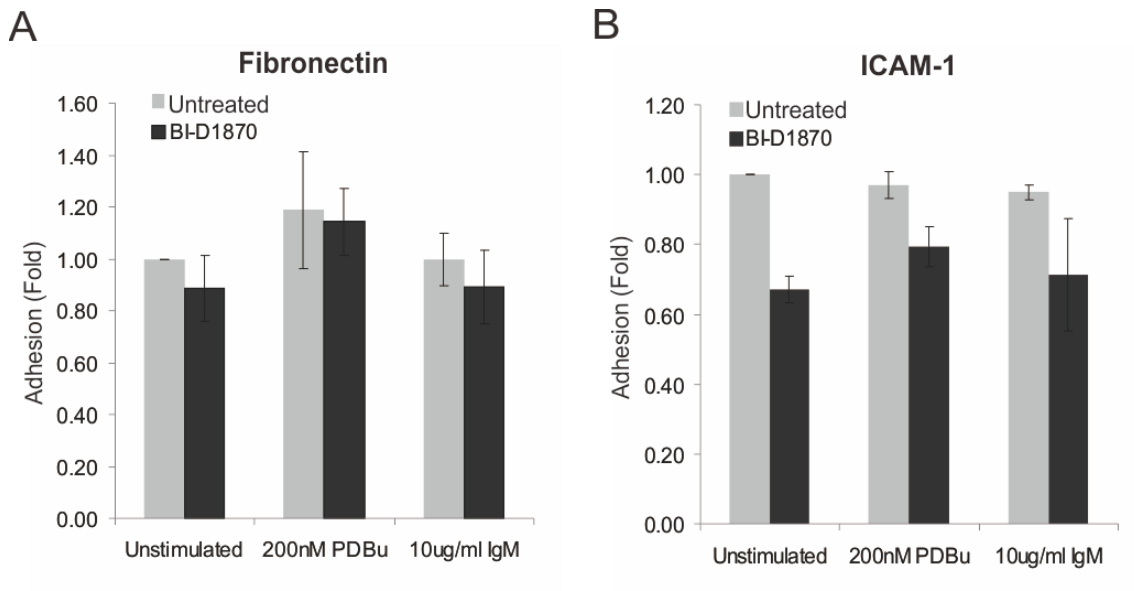 A
Fibronectin
Adhesion (Fold)
1.60
1.40
1.20
1.00
0.80
0.60
0.40
0.20
0.00
Untreated
BI-D1870
Unstimulated 200nM PDBu 10ug/ml IgM
B
ICAM-1
Adhesion (Fold)
1.20
1.00
0.80
0.60
0.40
0.20
0.00
Untreated
BI-D1870
Unstimulated 200nM PDBu 10ug/ml IgM